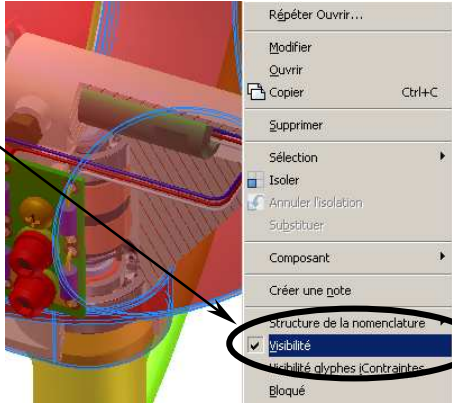 Répéter Ouvrir...
Modifier
Ouvrir
Copier Ctrl+C
Supprimer
Sélection
Isoler
Annuler l'isolation
Substituer
Composant
Créer une note
Structure de la nomenclature
Visibilité
Visibilité glyphes iContraintes
Bloqué